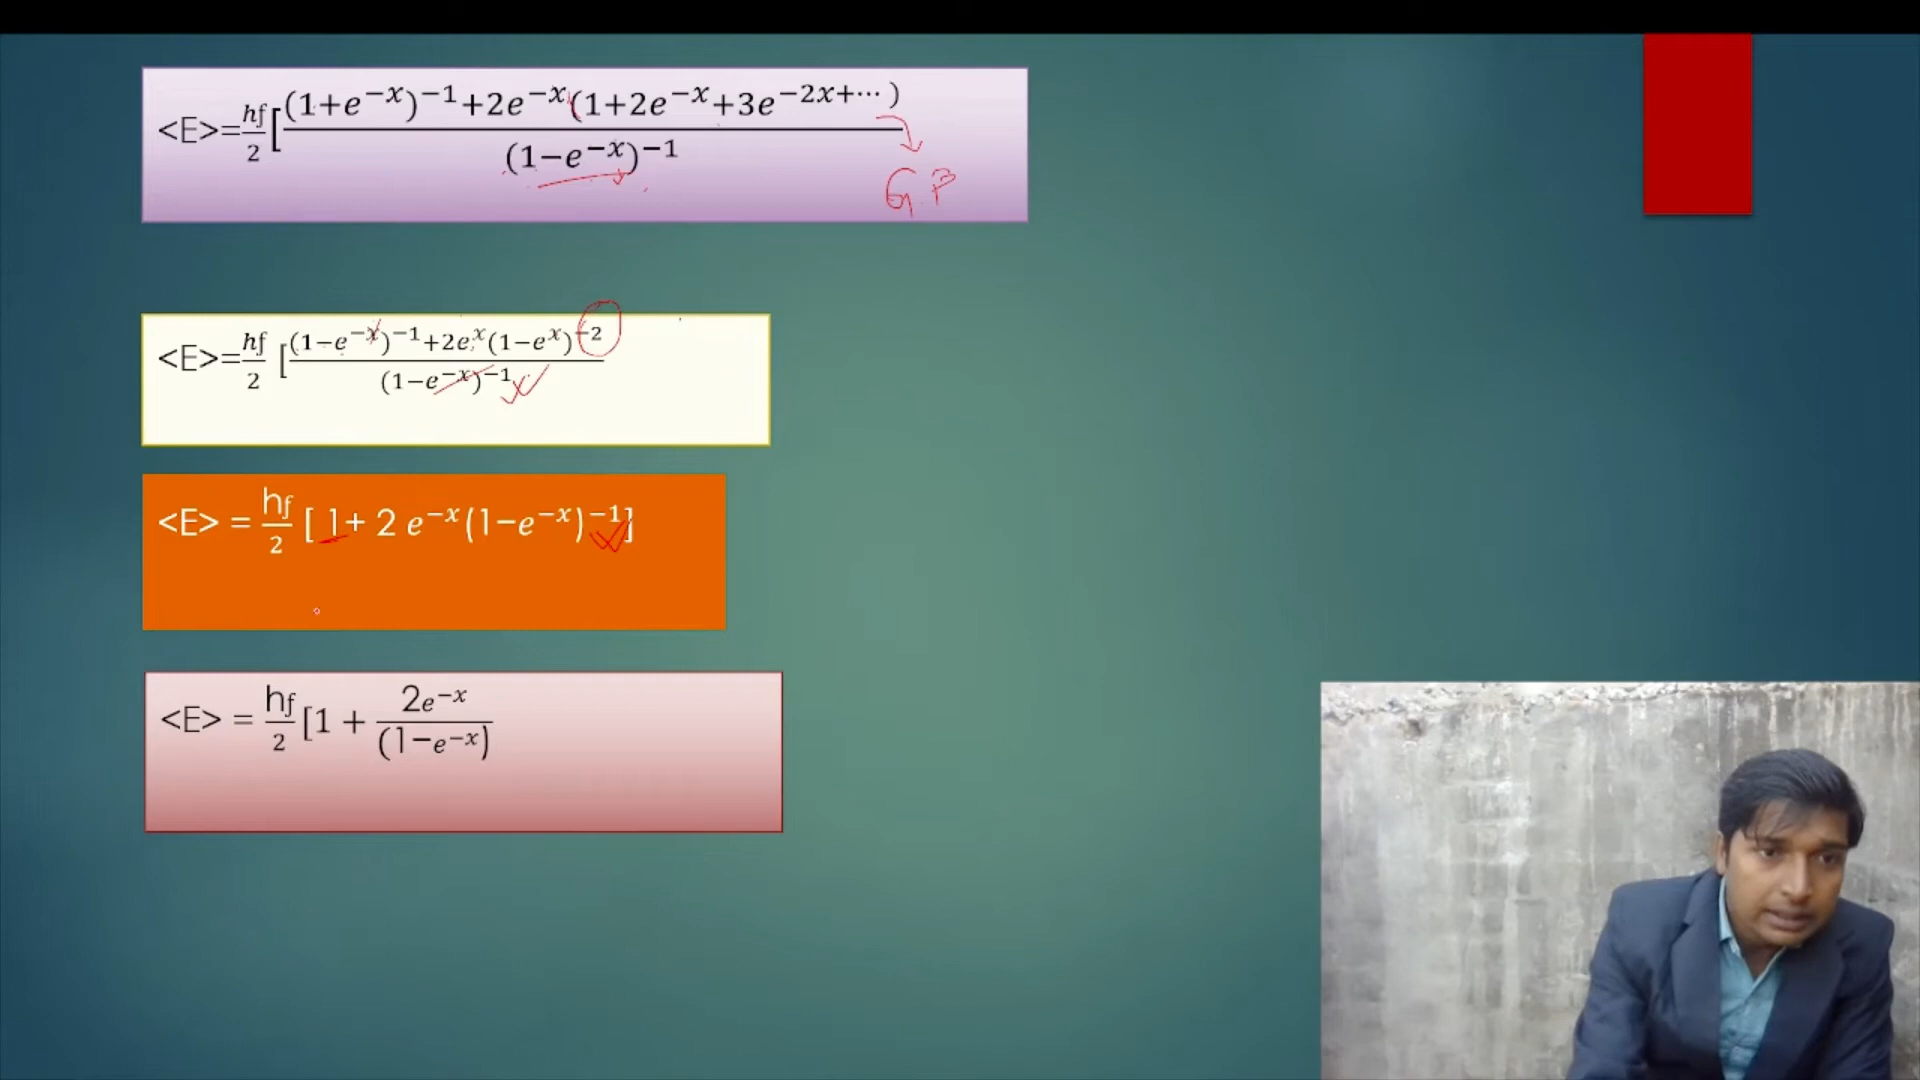 <E>=hf/2[((1+e^−x)^−1+2e^−x(1+2e^−x+3e^−2x+⋯ )/(1−e^−x)^−1
G.P
<E>=hf/2 [((1−e^−x)^−1+2e^x(1−e^x)^−2)/(1−e^−x)^−1
<E> = hf/2 [ 1+ 2 e^−x(1−e^−x)^−1]
<E> = hf/2 [1 + 2e^−x/(1−e^−x)